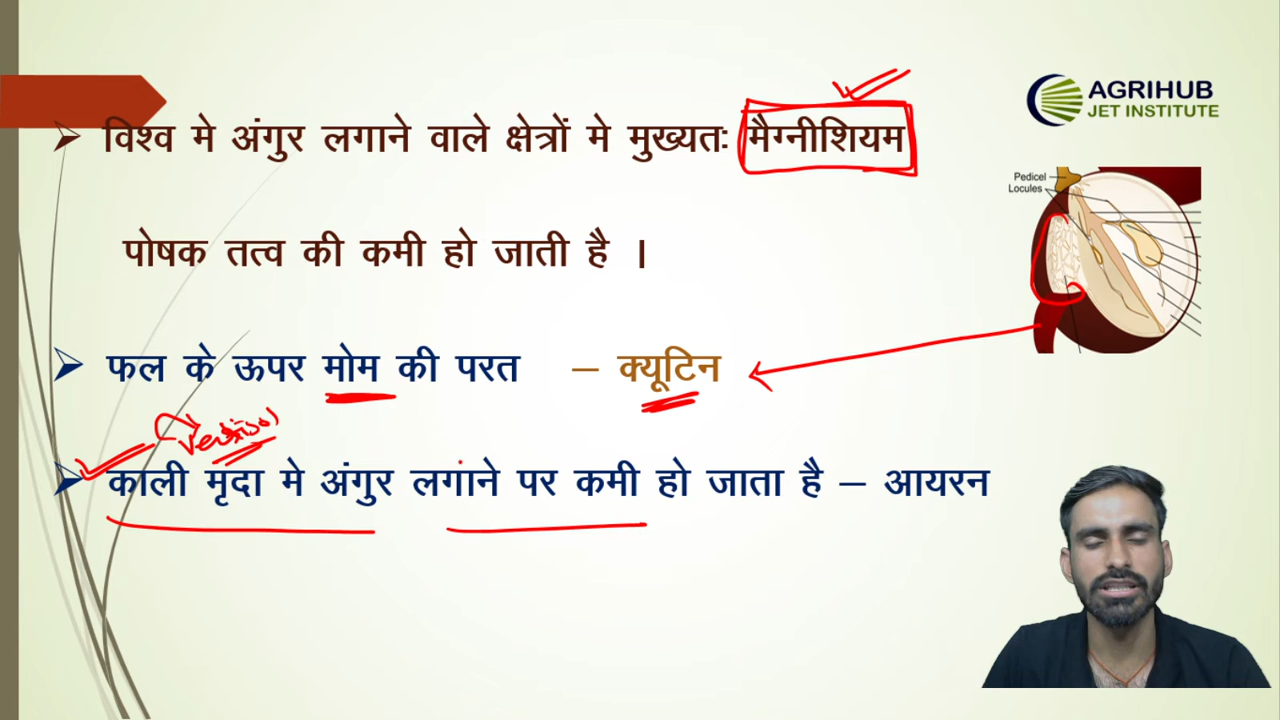 विश्व मे अंगुर लगाने वाले क्षेत्रों मे मुख्यतः मैग्नीशियम
पोषक तत्व की कमी हो जाती है ।
फल के ऊपर मोम की परत – क्यूटिन
काली मृदा मे अंगुर लगाने पर कमी हो जाता है – आयरन
AGRIHUB
JET INSTITUTE
Pedicel
Locules